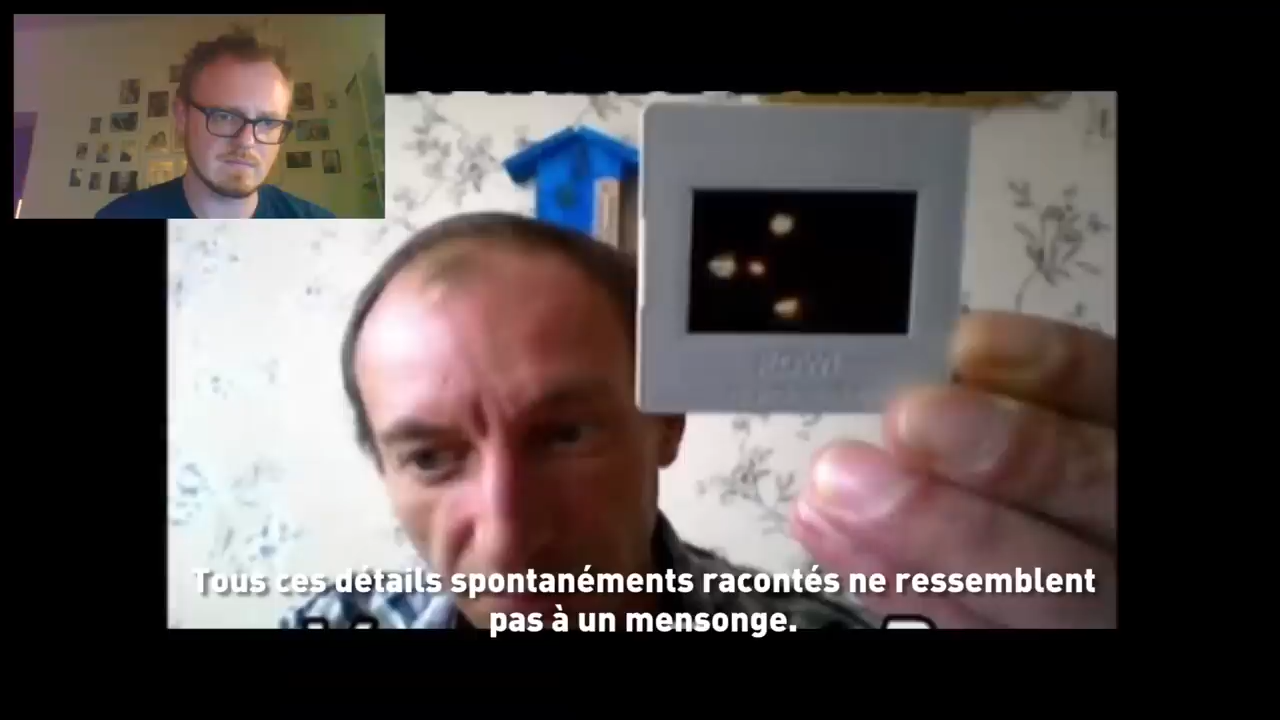 Tous ces détails spontanéments racontés ne ressemblent
pas à un mensonge.